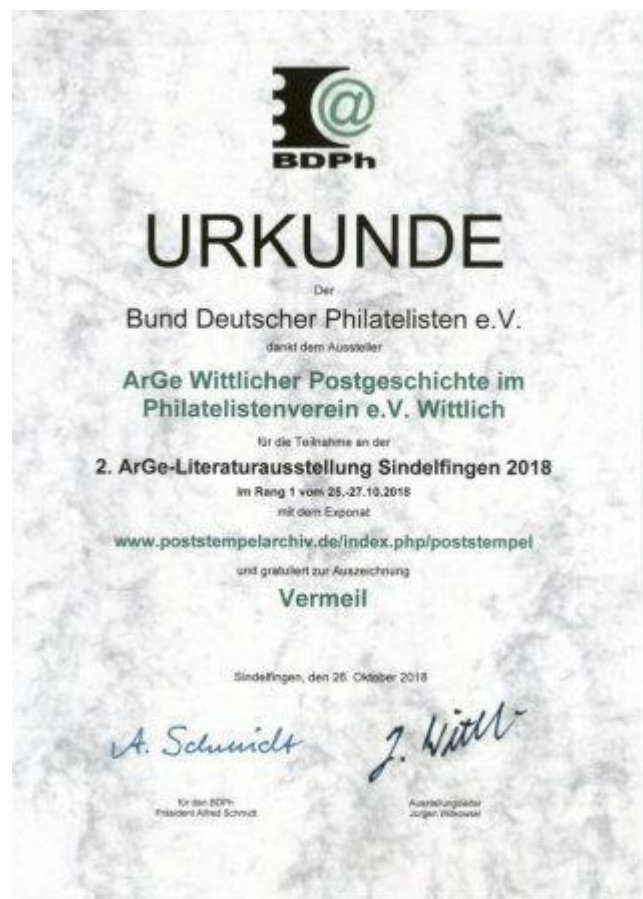 @
BDPh
URKUNDE
Der
Bund Deutscher Philatelisten e.V.
dankt dem Aussteller
ArGe Wittlicher Postgeschichte im
Philatelistenverein e.V. Wittlich
für die Teilnahme an der
2. ArGe-Literaturausstellung Sindelfingen 2018
im Rang 1 vom 25.-27.10.2018
mit dem Exponat
www.poststempelarchiv.de/index.php/poststempel
und gratuliert zur Auszeichnung
Vermeil
Sindelfingen, den 26. Oktober 2018
A. Schmidt
J.
für den BDPh
Präsident Alfred Schmidt
Ausstellungsleiter
Jürgen Witkowski